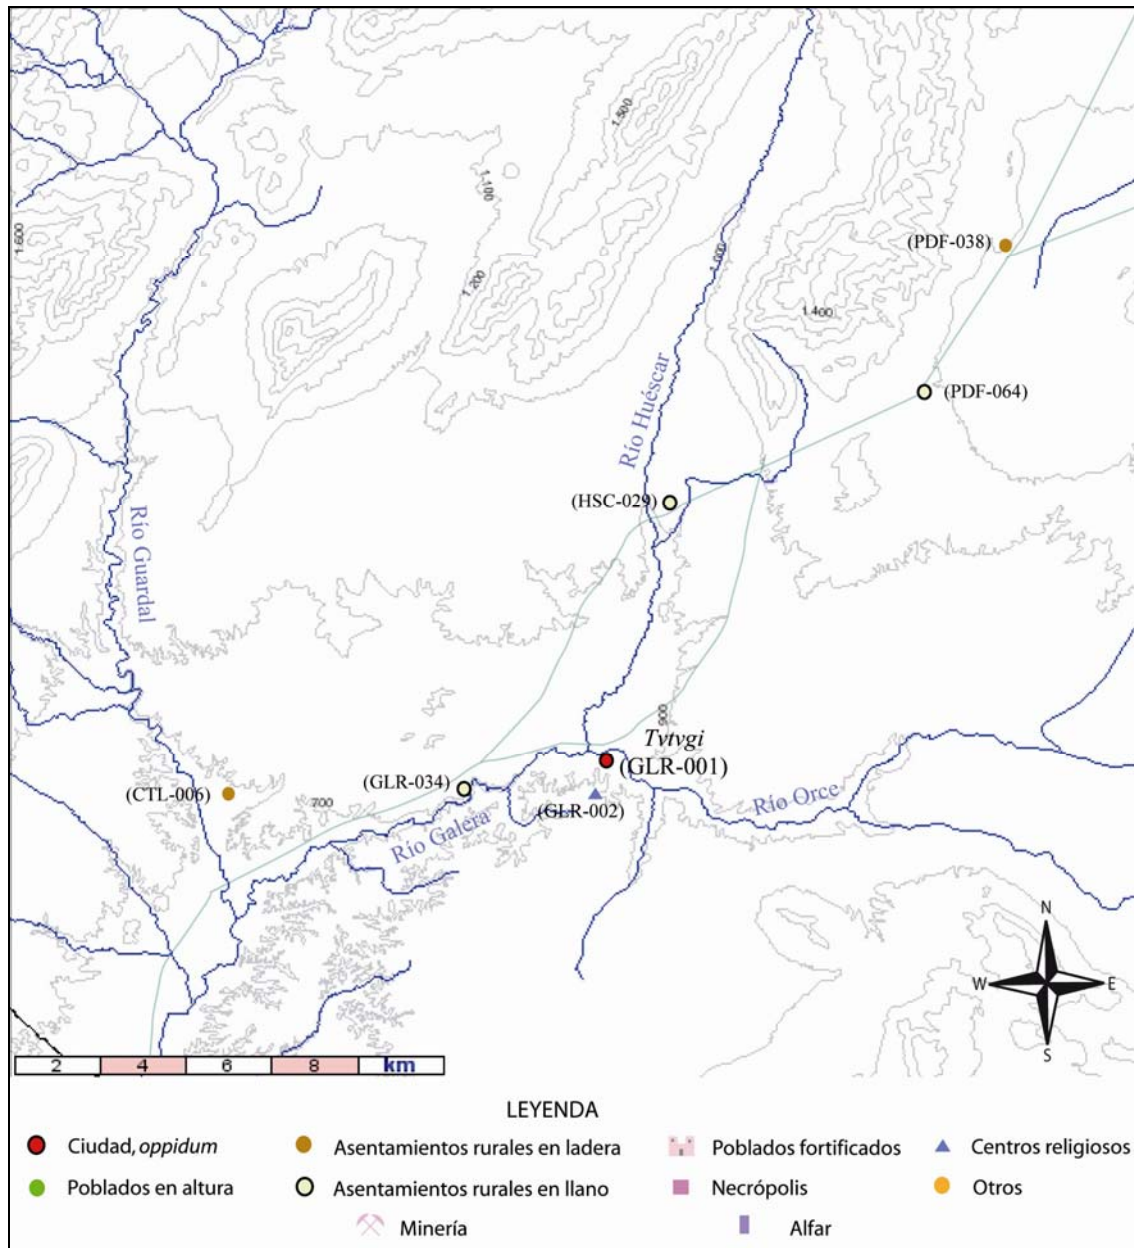 1.500
1.100
1.600
1.000
(PDF-038)
1.200
1.400
Río Huéscar
(PDF-064)
(HSC-029)
Río Guardal
900
Tvtvgi
(GLR-001)
(GLR-034)
(CTL-006)
700
(GLR-002)
Río Orce
Río Galera
N
W E
S
2 4 6 8 km
LEYENDA
Ciudad, oppidum Asentamientos rurales en ladera Poblados fortificados Centros religiosos
Poblados en altura Asentamientos rurales en llano Necrópolis Otros
Minería Alfar